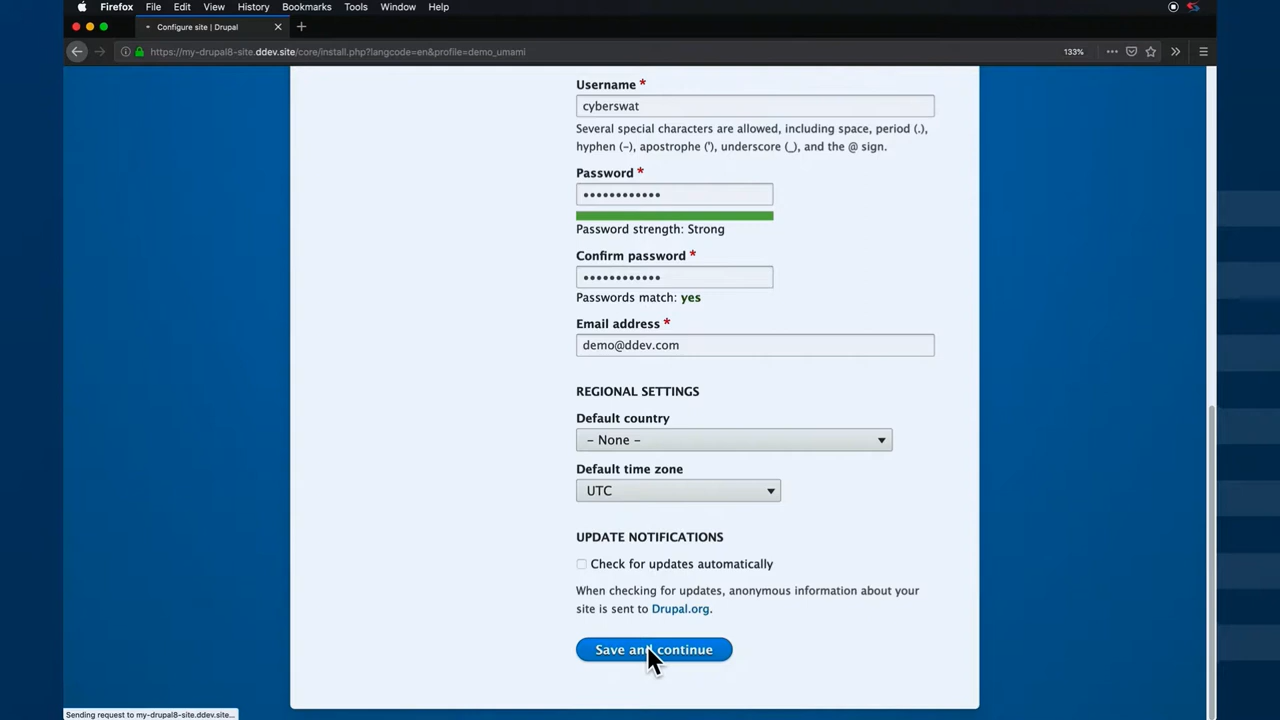 Firefox File Edit View History Bookmarks Tools Window Help
Configure site | Drupal
https://my-drupal8-site.ddev.site/core/install.php?langcode=en&profile=demo_umami
133%
Username *
cyberswat
Several special characters are allowed, including space, period (.),
hyphen (-), apostrophe ('), underscore (_), and the @ sign.
Password *
••••••••••••
Password strength: Strong
Confirm password *
••••••••••••
Passwords match: yes
Email address *
demo@ddev.com
REGIONAL SETTINGS
Default country
- None -
Default time zone
UTC
UPDATE NOTIFICATIONS
Check for updates automatically
When checking for updates, anonymous information about your
site is sent to Drupal.org.
Save and continue
Sending request to my-drupal8-site.ddev.site...